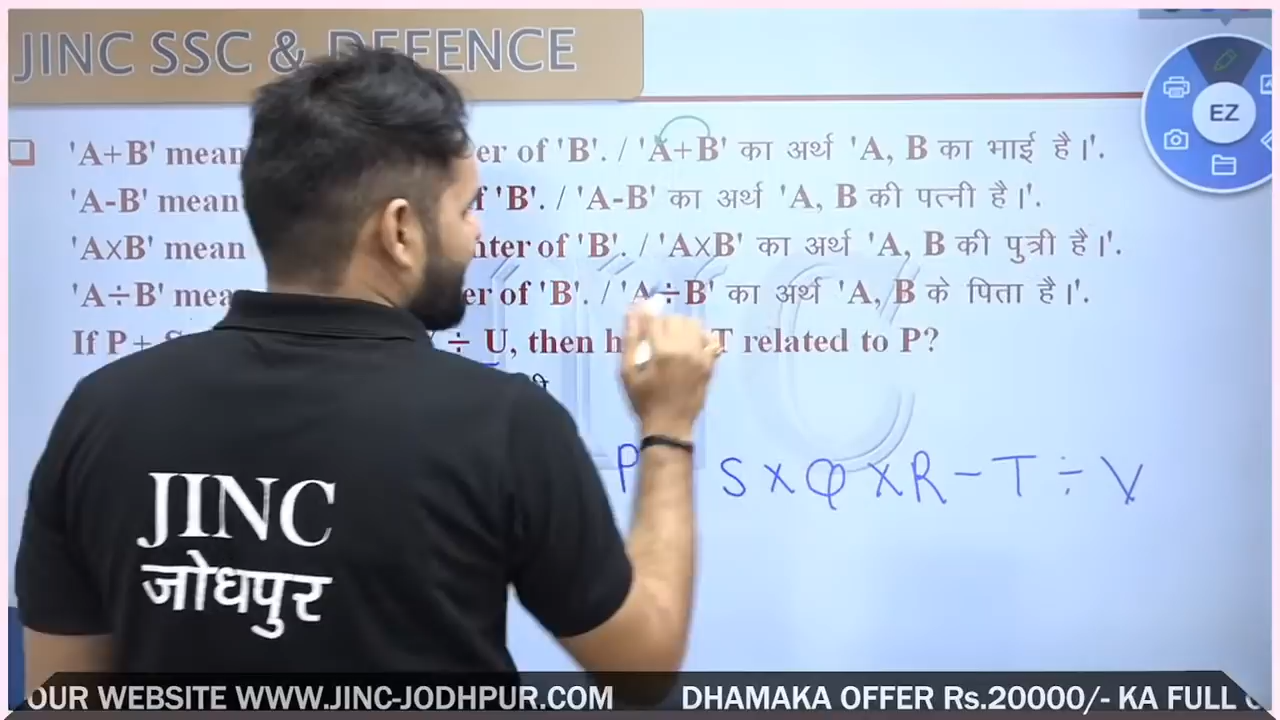 JINC SSC & DEFENCE
EZ
'A+B' mean er of 'B'. / 'A+B' का अर्थ 'A, B का भाई है।'.
'A-B' mean 'B'. / 'A-B' का अर्थ 'A, B की पत्नी है।'.
'A×B' mean hter of 'B'. / 'A×B' का अर्थ 'A, B की पुत्री है।'.
'A÷B' mea er of 'B'. / 'A÷B' का अर्थ 'A, B के पिता है।'.
If P+ ÷ U, then h T related to P?
P S × Q × R - T ÷ V
JINC
जोधपुर
OUR WEBSITE WWW.JINC-JODHPUR.COM DHAMAKA OFFER Rs.20000/- KA FULL